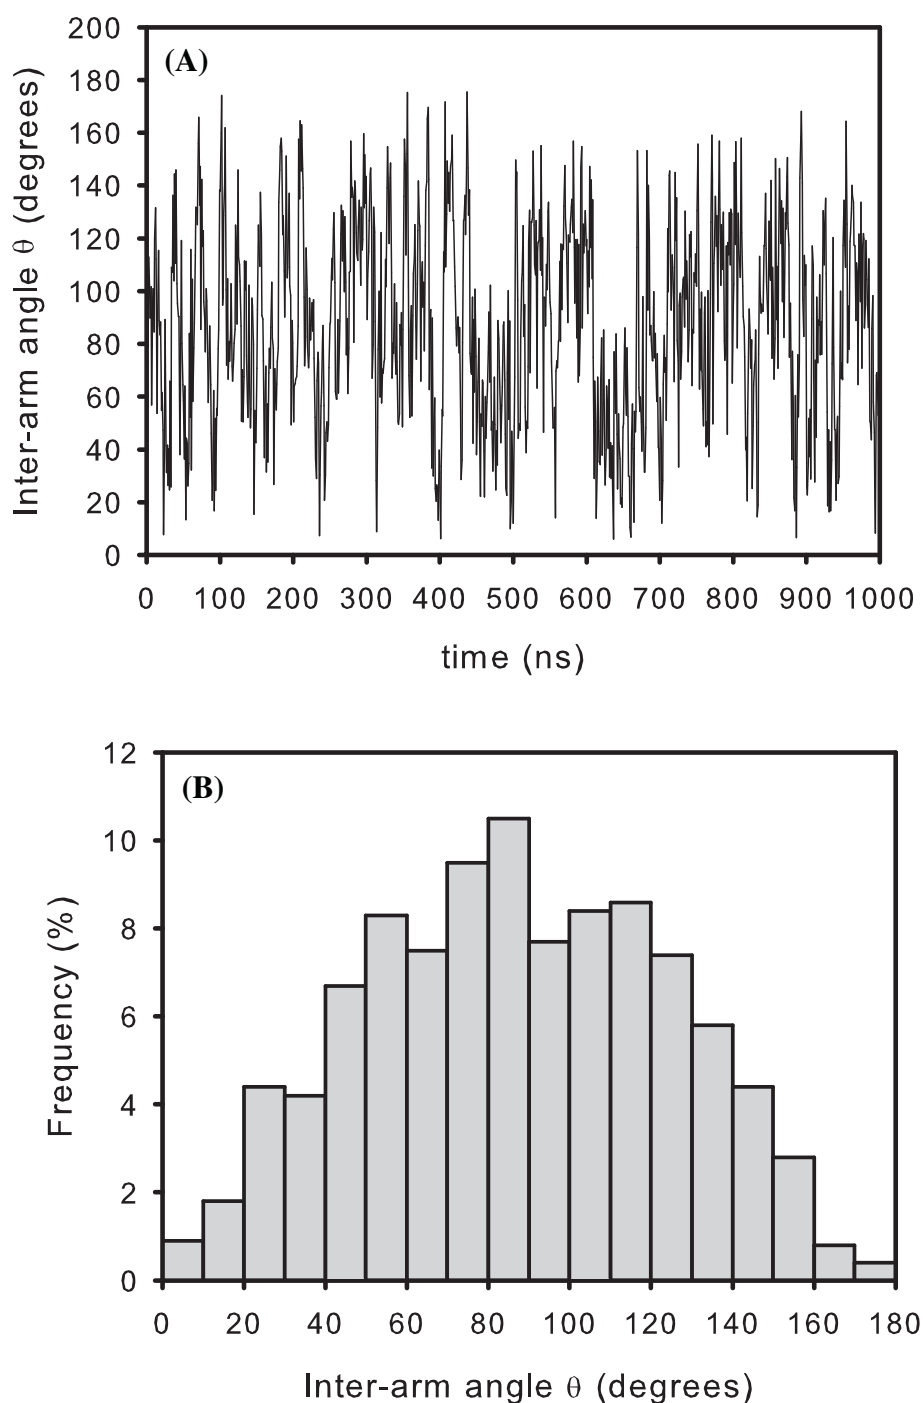 (A)
Inter-arm angle θ (degrees)
200
180
160
140
120
100
80
60
40
20
0
0 100 200 300 400 500 600 700 800 900 1000
time (ns)
(B)
Frequency (%)
12
10
8
6
4
2
0
0 20 40 60 80 100 120 140 160 180
Inter-arm angle θ (degrees)